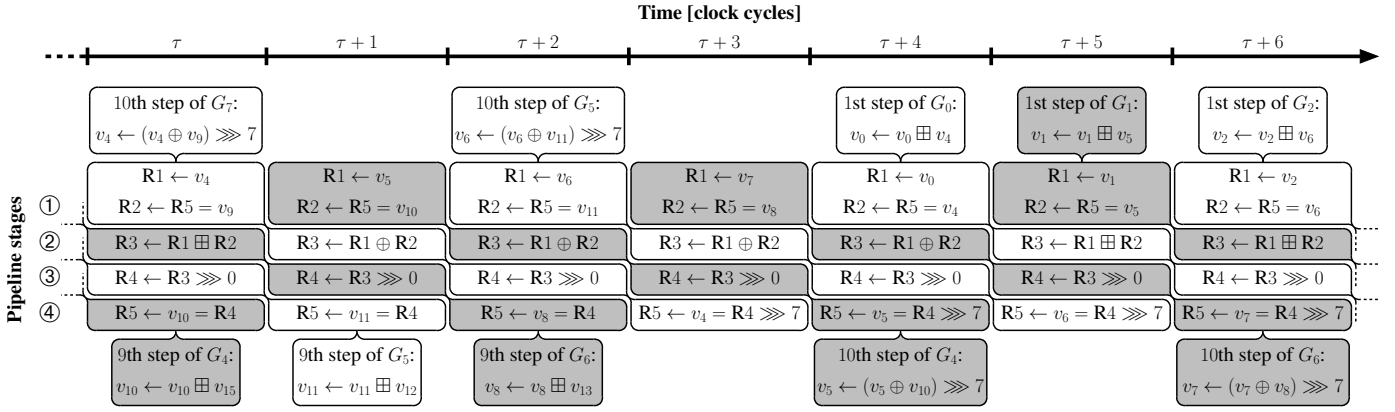 Time [clock cycles]
τ τ + 1 τ + 2 τ + 3 τ + 4 τ + 5 τ + 6
10th step of G₇: 10th step of G₅: 1st step of G₀: 1st step of G₁: 1st step of G₂:
v₄ ← (v₄ ⊕ v₉) ⋙ 7 v₆ ← (v₆ ⊕ v₁₁) ⋙ 7 v₀ ← v₀ ⊞ v₄ v₁ ← v₁ ⊞ v₅ v₂ ← v₂ ⊞ v₆
R1 ← v₄ R1 ← v₅ R1 ← v₆ R1 ← v₇ R1 ← v₀ R1 ← v₁ R1 ← v₂
Pipeline stages
① R2 ← R5 = v₉ R2 ← R5 = v₁₀ R2 ← R5 = v₁₁ R2 ← R5 = v₈ R2 ← R5 = v₄ R2 ← R5 = v₅ R2 ← R5 = v₆
② R3 ← R1 ⊞ R2 R3 ← R1 ⊕ R2 R3 ← R1 ⊕ R2 R3 ← R1 ⊕ R2 R3 ← R1 ⊕ R2 R3 ← R1 ⊞ R2 R3 ← R1 ⊞ R2
③ R4 ← R3 ⋙ 0 R4 ← R3 ⋙ 0 R4 ← R3 ⋙ 0 R4 ← R3 ⋙ 0 R4 ← R3 ⋙ 0 R4 ← R3 ⋙ 0 R4 ← R3 ⋙ 0
④ R5 ← v₁₀ = R4 R5 ← v₁₁ = R4 R5 ← v₈ = R4 R5 ← v₄ = R4 ⋙ 7 R5 ← v₅ = R4 ⋙ 7 R5 ← v₆ = R4 ⋙ 7 R5 ← v₇ = R4 ⋙ 7
9th step of G₄: 9th step of G₅: 9th step of G₆: 10th step of G₄: 10th step of G₆:
v₁₀ ← v₁₀ ⊞ v₁₅ v₁₁ ← v₁₁ ⊞ v₁₂ v₈ ← v₈ ⊞ v₁₃ v₅ ← (v₅ ⊕ v₁₀) ⋙ 7 v₇ ← (v₇ ⊕ v₈) ⋙ 7